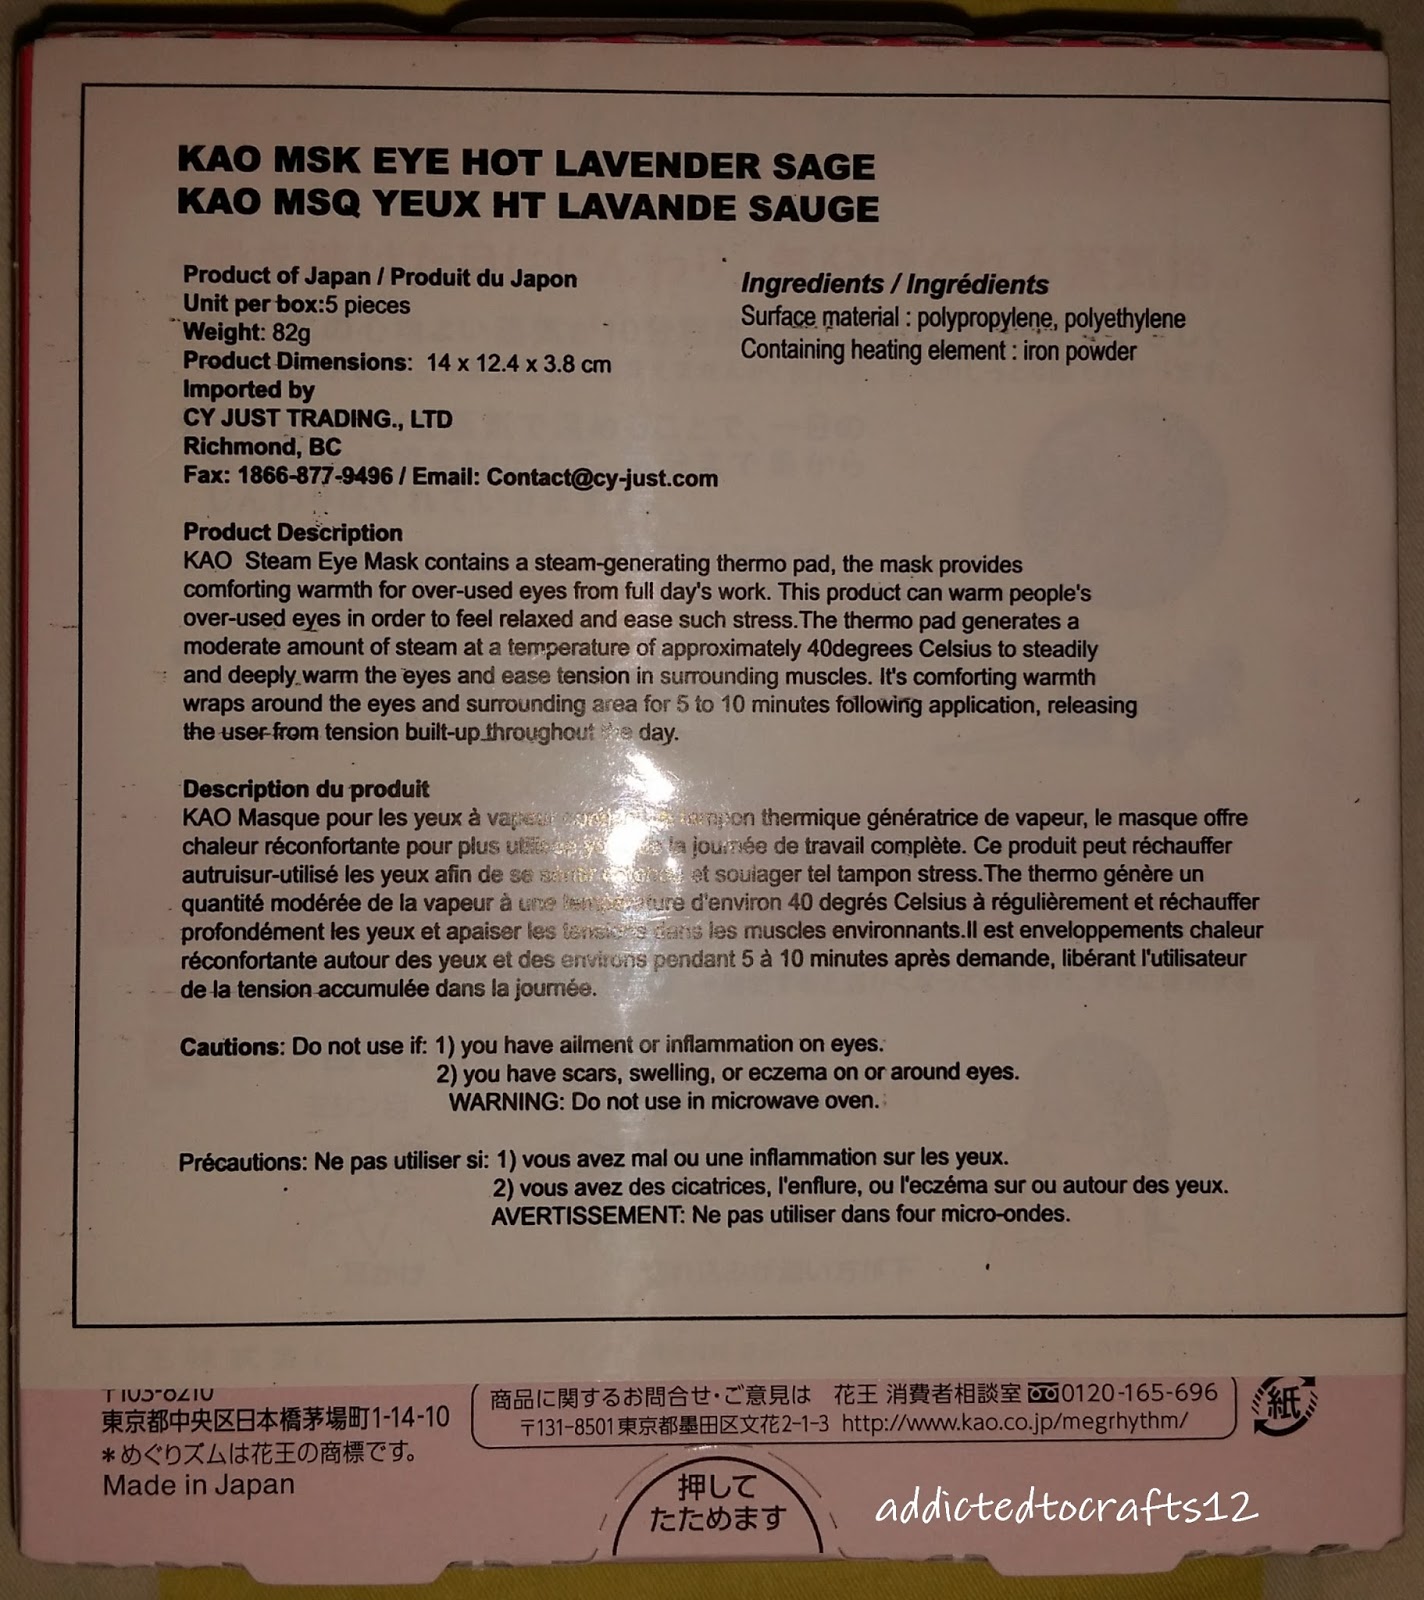 KAO MSK EYE HOT LAVENDER SAGE
KAO MSQ YEUX HT LAVANDE SAUGE
Product of Japan / Produit du Japon
Unit per box:5 pieces
Weight: 82g
Product Dimensions: 14 x 12.4 x 3.8 cm
Imported by
CY JUST TRADING., LTD
Richmond, BC
Fax: 1866-877-9496 / Email: Contact@cy-just.com
Ingredients / Ingrédients
Surface material : polypropylene, polyethylene
Containing heating element : iron powder
Product Description
KAO Steam Eye Mask contains a steam-generating thermo pad, the mask provides
comforting warmth for over-used eyes from full day's work. This product can warm people's
over-used eyes in order to feel relaxed and ease such stress.The thermo pad generates a
moderate amount of steam at a temperature of approximately 40degrees Celsius to steadily
and deeply warm the eyes and ease tension in surrounding muscles. It's comforting warmth
wraps around the eyes and surrounding area for 5 to 10 minutes following application, releasing
the user from tension built-up throughout the day.
Description du produit
KAO Masque pour les yeux à vapeur tampon thermique génératrice de vapeur, le masque offre
chaleur réconfortante pour plus la journée de travail complète. Ce produit peut réchauffer
autruisur-utilisé les yeux afin de se et soulager tel tampon stress.The thermo génère un
quantité modérée de la vapeur à une température d'environ 40 degrés Celsius à régulièrement et réchauffer
profondément les yeux et apaiser les tensions dans les muscles environnants.Il est enveloppements chaleur
réconfortante autour des yeux et des environs pendant 5 à 10 minutes après demande, libérant l'utilisateur
de la tension accumulée dans la journée.
Cautions: Do not use if: 1) you have ailment or inflammation on eyes.
2) you have scars, swelling, or eczema on or around eyes.
WARNING: Do not use in microwave oven.
Précautions: Ne pas utiliser si: 1) vous avez mal ou une inflammation sur les yeux.
2) vous avez des cicatrices, l'enflure, ou l'eczéma sur ou autour des yeux.
AVERTISSEMENT: Ne pas utiliser dans four micro-ondes.
〒103-8210
東京都中央区日本橋茅場町1-14-10
*めぐりズムは花王の商標です。
Made in Japan
商品に関するお問合せ・ご意見は 花王 消費者相談室 0120-165-696
〒131-8501 東京都墨田区文花2-1-3 http://www.kao.co.jp/megrhythm/
紙
押して
たためます
addictedtocrafts12